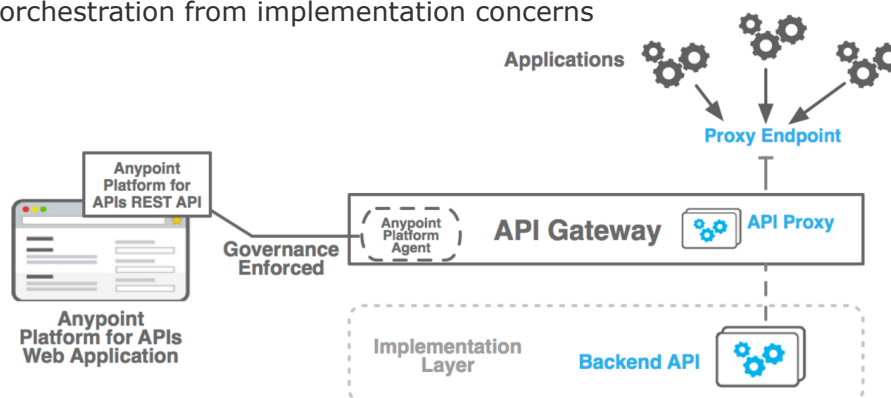 orchestration from implementation concerns
Applications
Proxy Endpoint
Anypoint
Platform for
APIs REST API
Anypoint
Platform
Agent
API Gateway
API Proxy
Governance
Enforced
Anypoint
Platform for APIs
Web Application
Implementation
Layer
Backend API